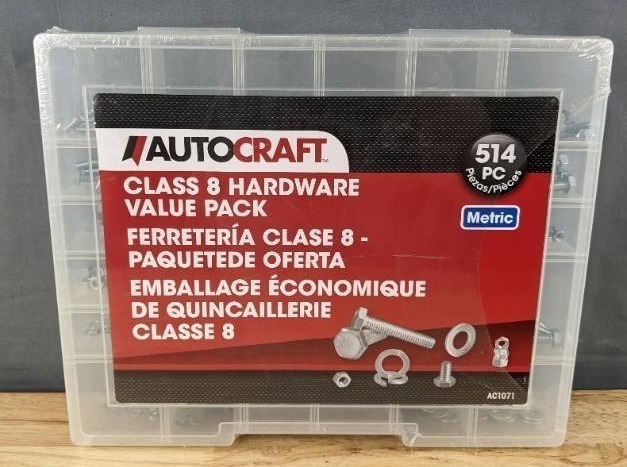 AUTOCRAFT
514
PC
Piezas/Pièces
CLASS 8 HARDWARE
VALUE PACK
Metric
FERRETERÍA CLASE 8 -
PAQUETEDE OFERTA
EMBALLAGE ÉCONOMIQUE
DE QUINCAILLERIE
CLASSE 8
AC1071